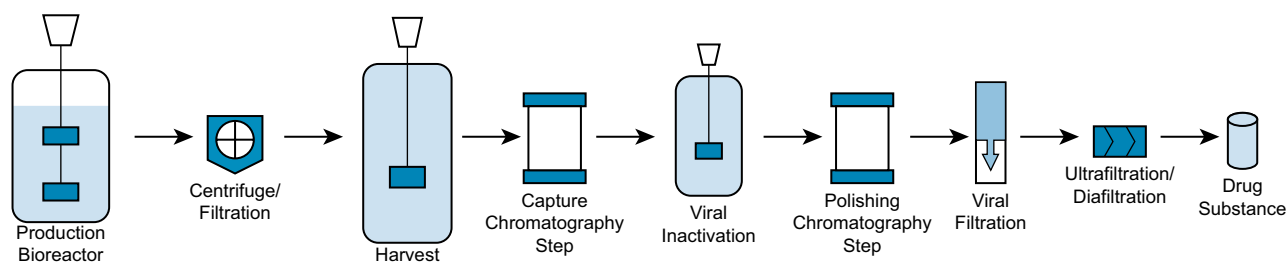 Production
Bioreactor
Centrifuge/
Filtration
Harvest
Capture
Chromatography
Step
Viral
Inactivation
Polishing
Chromatography
Step
Viral
Filtration
Ultrafiltration/
Diafiltration
Drug
Substance